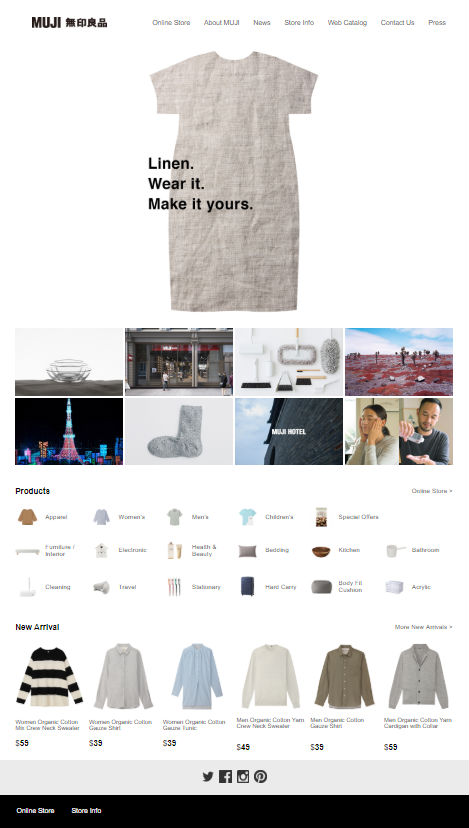 MUJI 無印良品
Online Store
About MUJI
News
Store Info
Web Catalog
Contact Us
Press
Linen.
Wear it.
Make it yours.
MUJI HOTEL
Products
Online Store >
Apparel
Women's
Men's
Children's
Special Offers
Furniture /
Interior
Electronic
Health &
Beauty
Bedding
Kitchen
Bathroom
Cleaning
Travel
Stationary
Hard Carry
Body Fit
Cushion
Acrylic
New Arrival
More New Arrivals >
Women Organic Cotton
Mix Crew Neck Sweater
$59
Women Organic Cotton
Gauze Shirt
$39
Women Organic Cotton
Gauze Tunic
$39
Men Organic Cotton Yarn
Crew Neck Sweater
$49
Men Organic Cotton
Gauze Shirt
$39
Men Organic Cotton Yarn
Cardigan with Collar
$59
Online Store
Store Info